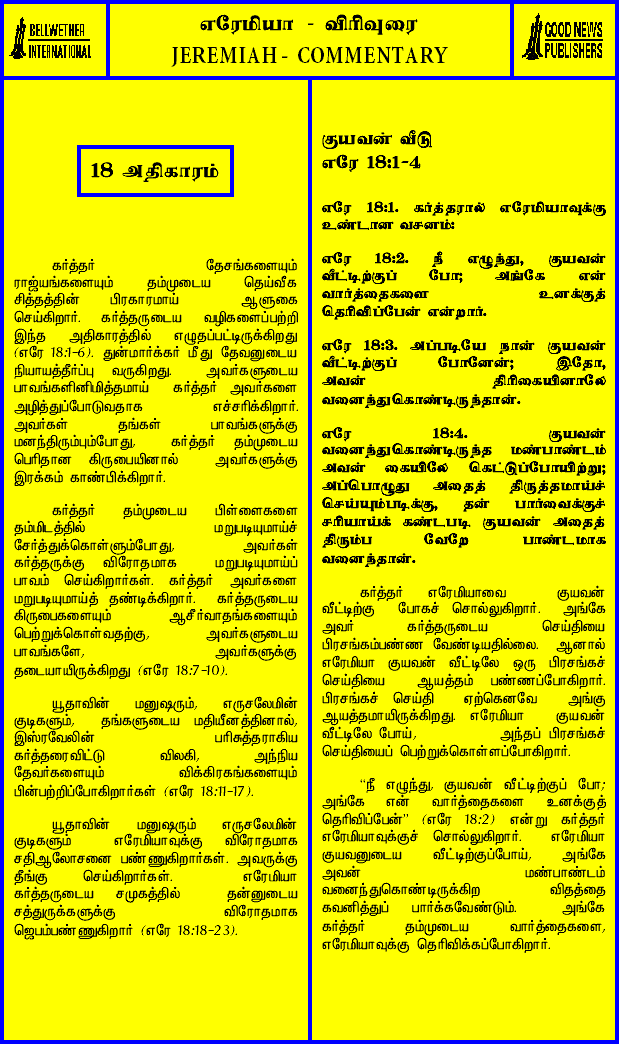 BELLWETHER
INTERNATIONAL
எரேமியா - விரிவுரை
JEREMIAH - COMMENTARY
GOOD NEWS
PUBLISHERS
18 அதிகாரம்
கர்த்தர் தேசங்களையும்
ராஜ்யங்களையும் தம்முடைய தெய்வீக
சித்தத்தின் பிரகாரமாய் ஆளுகை
செய்கிறார். கர்த்தருடைய வழிகளைப்பற்றி
இந்த அதிகாரத்தில் எழுதப்பட்டிருக்கிறது
(எரே 18:1-6). துன்மார்க்கர் மீது தேவனுடைய
நியாயத்தீர்ப்பு வருகிறது. அவர்களுடைய
பாவங்களினிமித்தமாய் கர்த்தர் அவர்களை
அழித்துப்போடுவதாக எச்சரிக்கிறார்.
அவர்கள் தங்கள் பாவங்களுக்கு
மனந்திரும்பும்போது, கர்த்தர் தம்முடைய
பெரிதான கிருபையினால் அவர்களுக்கு
இரக்கம் காண்பிக்கிறார்.
கர்த்தர் தம்முடைய பிள்ளைகளை
தம்மிடத்தில் மறுபடியுமாய்ச்
சேர்த்துக்கொள்ளும்போது, அவர்கள்
கர்த்தருக்கு விரோதமாக மறுபடியுமாய்ப்
பாவம் செய்கிறார்கள். கர்த்தர் அவர்களை
மறுபடியுமாய்த் தண்டிக்கிறார். கர்த்தருடைய
கிருபைகளையும் ஆசீர்வாதங்களையும்
பெற்றுக்கொள்வதற்கு, அவர்களுடைய
பாவங்களே, அவர்களுக்கு
தடையாயிருக்கிறது (எரே 18:7-10).
யூதாவின் மனுஷரும், எருசலேமின்
குடிகளும், தங்களுடைய மதியீனத்தினால்,
இஸ்ரவேலின் பரிசுத்தராகிய
கர்த்தரைவிட்டு விலகி, அந்நிய
தேவர்களையும் விக்கிரகங்களையும்
பின்பற்றிப்போகிறார்கள் (எரே 18:11-17).
யூதாவின் மனுஷரும் எருசலேமின்
குடிகளும் எரேமியாவுக்கு விரோதமாக
சதிஆலோசனை பண்ணுகிறார்கள். அவருக்கு
தீங்கு செய்கிறார்கள். எரேமியா
கர்த்தருடைய சமுகத்தில் தன்னுடைய
சத்துருக்களுக்கு விரோதமாக
ஜெபம்பண்ணுகிறார் (எரே 18:18-23).
குயவன் வீடு
எரே 18:1-4
எரே 18:1. கர்த்தரால் எரேமியாவுக்கு
உண்டான வசனம்:
எரே 18:2. நீ எழுந்து, குயவன்
வீட்டிற்குப் போ; அங்கே என்
வார்த்தைகளை உனக்குத்
தெரிவிப்பேன் என்றார்.
எரே 18:3. அப்படியே நான் குயவன்
வீட்டிற்குப் போனேன்; இதோ,
அவன் திரிகையினாலே
வனைந்துகொண்டிருந்தான்.
எரே 18:4. குயவன்
வனைந்துகொண்டிருந்த மண்பாண்டம்
அவன் கையிலே கெட்டுப்போயிற்று;
அப்பொழுது அதைத் திருத்தமாய்ச்
செய்யும்படிக்கு, தன் பார்வைக்குச்
சரியாய்க் கண்டபடி குயவன் அதைத்
திரும்ப வேறே பாண்டமாக
வனைந்தான்.
கர்த்தர் எரேமியாவை குயவன்
வீட்டிற்கு போகச் சொல்லுகிறார். அங்கே
அவர் கர்த்தருடைய செய்தியை
பிரசங்கம்பண்ண வேண்டியதில்லை. ஆனால்
எரேமியா குயவன் வீட்டிலே ஒரு பிரசங்கச்
செய்தியை ஆயத்தம் பண்ணப்போகிறார்.
பிரசங்கச் செய்தி ஏற்கெனவே அங்கு
ஆயத்தமாயிருக்கிறது. எரேமியா குயவன்
வீட்டிலே போய், அந்தப் பிரசங்கச்
செய்தியைப் பெற்றுக்கொள்ளப்போகிறார்.
"நீ எழுந்து, குயவன் வீட்டிற்குப் போ;
அங்கே என் வார்த்தைகளை உனக்குத்
தெரிவிப்பேன்" (எரே 18:2) என்று கர்த்தர்
எரேமியாவுக்குச் சொல்லுகிறார். எரேமியா
குயவனுடைய வீட்டிற்குப்போய், அங்கே
அவன் மண்பாண்டம்
வனைந்துகொண்டிருக்கிற விதத்தை
கவனித்துப் பார்க்கவேண்டும். அங்கே
கர்த்தர் தம்முடைய வார்த்தைகளை,
எரேமியாவுக்கு தெரிவிக்கப்போகிறார்.